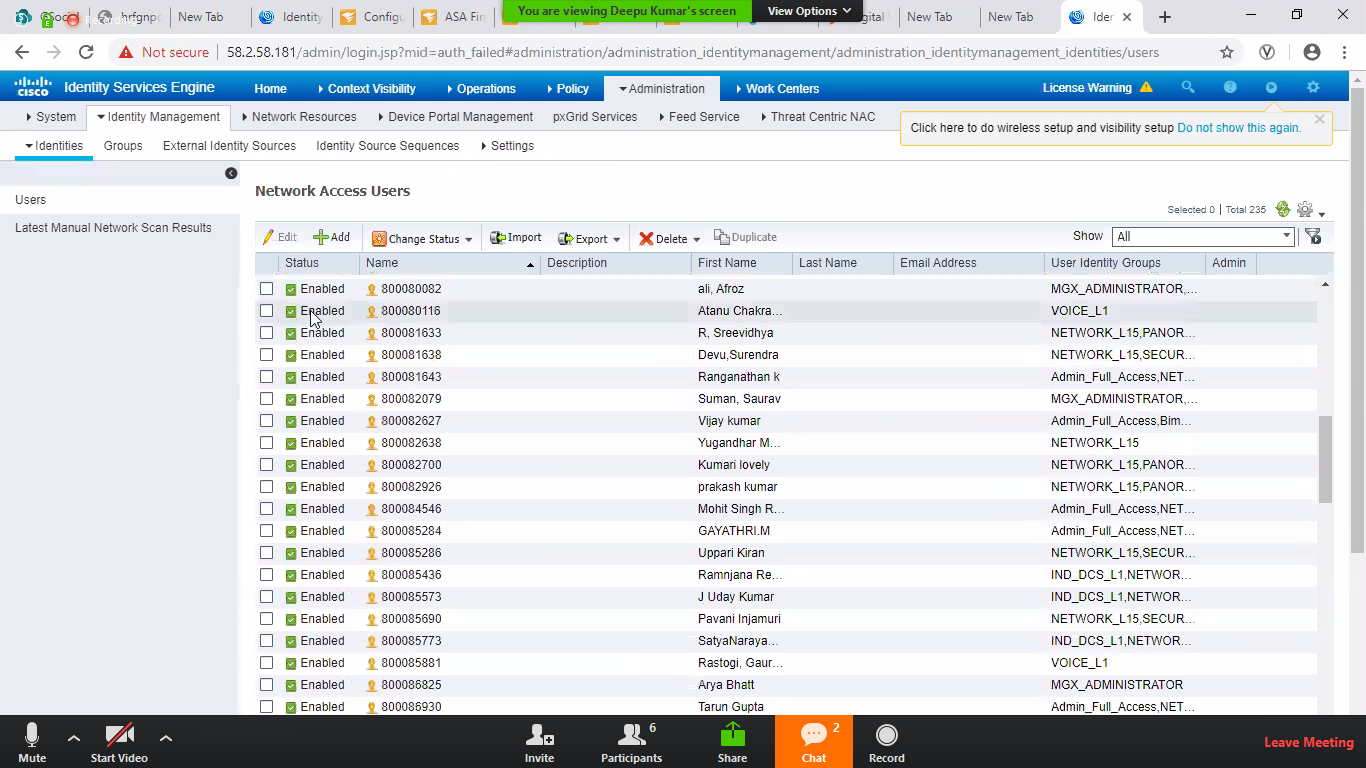 You are viewing Deepu Kumar's screen
View Options
New Tab
Identity
Configu
ASA Fi
New Tab
New Tab
Not secure
58.2.58.181/admin/login.jsp?mid=auth_failed#administration/administration_identitymanagement/administration_identitymanagement_identities/users
cisco Identity Services Engine Home Context Visibility Operations Policy Administration Work Centers License Warning
System Identity Management Network Resources Device Portal Management pxGrid Services Feed Service Threat Centric NAC
Click here to do wireless setup and visibility setup Do not show this again.
Identities Groups External Identity Sources Identity Source Sequences Settings
Users
Latest Manual Network Scan Results
Network Access Users
Selected 0 | Total 235
Edit Add Change Status Import Export Delete Duplicate Show All
Status Name Description First Name Last Name Email Address User Identity Groups Admin
Enabled 800080082 ali, Afroz MGX_ADMINISTRATOR,...
Enabled 800080116 Atanu Chakra... VOICE_L1
Enabled 800081633 R, Sreevidhya NETWORK_L15,PANOR...
Enabled 800081638 Devu,Surendra NETWORK_L15,SECUR...
Enabled 800081643 Ranganathan k Admin_Full_Access,NET...
Enabled 800082079 Suman, Saurav MGX_ADMINISTRATOR,...
Enabled 800082627 Vijay kumar Admin_Full_Access,Bim...
Enabled 800082638 Yugandhar M... NETWORK_L15
Enabled 800082700 Kumari lovely NETWORK_L15,PANOR...
Enabled 800082926 prakash kumar NETWORK_L15,PANOR...
Enabled 800084546 Mohit Singh R... Admin_Full_Access,NET...
Enabled 800085284 GAYATHRI.M Admin_Full_Access,NET...
Enabled 800085286 Uppari Kiran NETWORK_L15,SECUR...
Enabled 800085436 Ramnjana Re... IND_DCS_L1,NETWOR...
Enabled 800085573 J Uday Kumar IND_DCS_L1,NETWOR...
Enabled 800085690 Pavani Injamuri NETWORK_L15,SECUR...
Enabled 800085773 SatyaNaraya... IND_DCS_L1,NETWOR...
Enabled 800085881 Rastogi, Gaur... VOICE_L1
Enabled 800086825 Arya Bhatt MGX_ADMINISTRATOR
Enabled 800086930 Tarun Gupta Admin_Full_Access,NET...
Mute Start Video Invite Participants 6 Share Chat 2 Record Leave Meeting